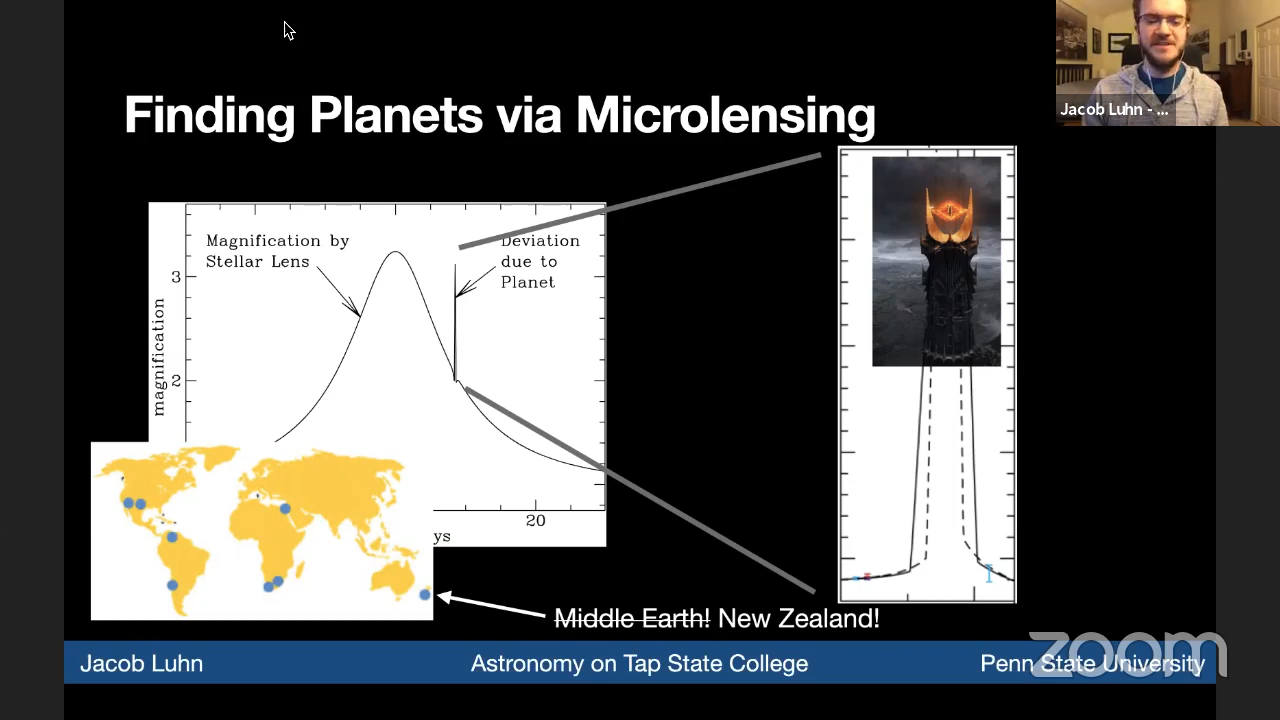 Jacob Luhn - ...
Finding Planets via Microlensing
Magnification by
Stellar Lens
Deviation
due to
Planet
magnification
3
2
20
ys
Middle Earth! New Zealand!
Jacob Luhn
Astronomy on Tap State College
Penn State University
zoom